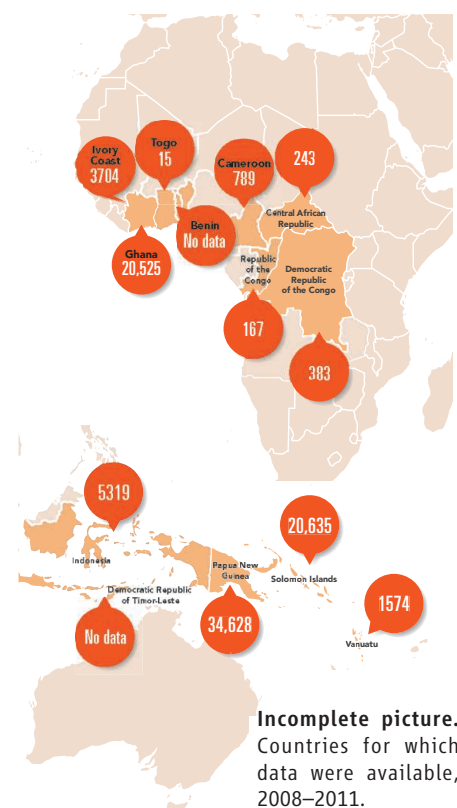 Togo
15
Ivory
Coast
3704
Cameroon
789
243
Benin
No data
Central African
Republic
Ghana
20,525
Republic
of the
Congo
Democratic
Republic
of the Congo
167
383
5319
20,635
Indonesia
Papua New
Guinea
Solomon Islands
Democratic Republic
of Timor-Leste
1574
34,628
No data
Vanuatu
Incomplete picture.
Countries for which
data were available,
2008–2011.